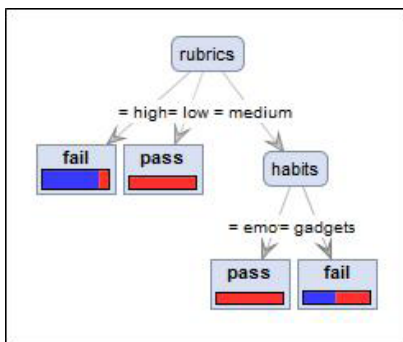 rubrics
= high= low = medium
fail pass
habits
= emo= gadgets
pass fail